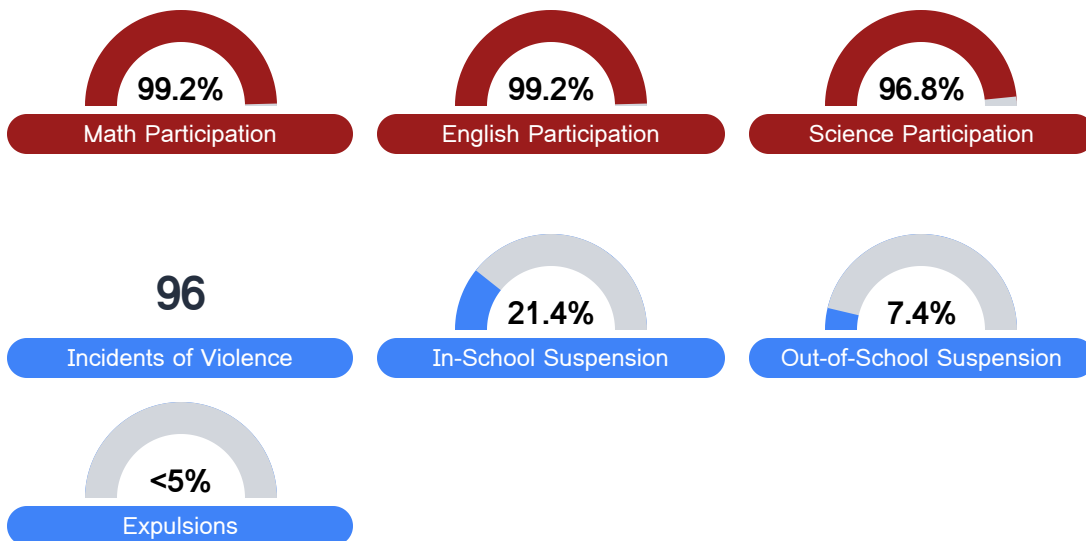 99.2%
Math Participation
99.2%
English Participation
96.8%
Science Participation
96
Incidents of Violence
21.4%
In-School Suspension
7.4%
Out-of-School Suspension
<5%
Expulsions